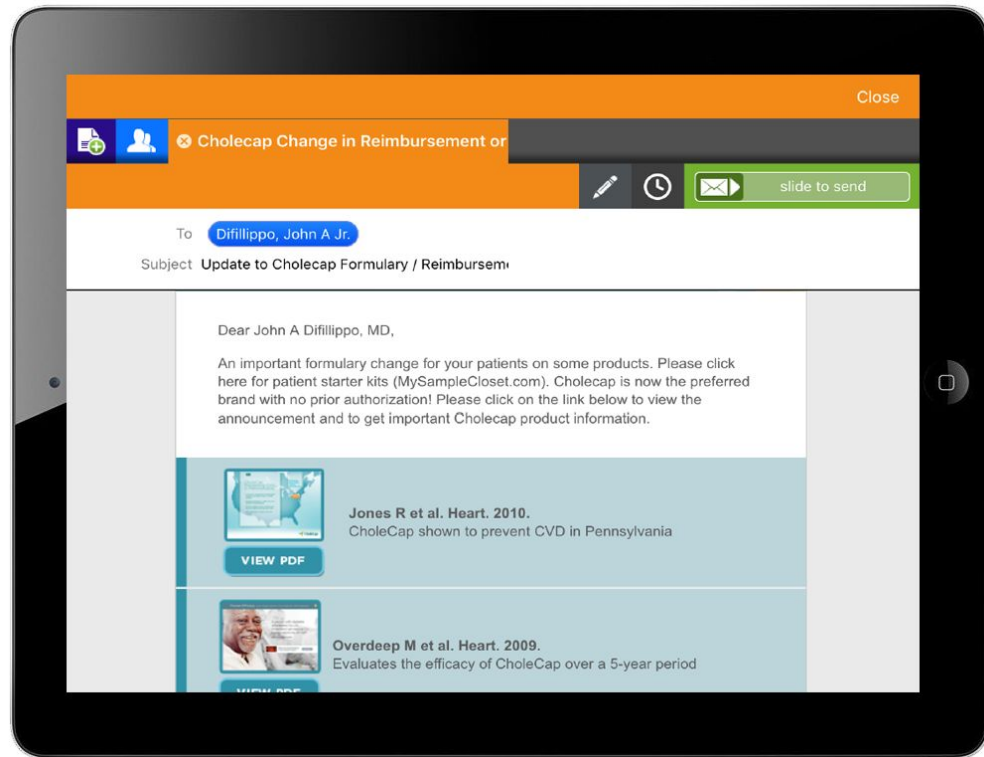 Close
Cholecap Change in Reimbursement or
slide to send
To Difillippo, John A Jr.
Subject Update to Cholecap Formulary / Reimbursem
Dear John A Difillippo, MD,
An important formulary change for your patients on some products. Please click
here for patient starter kits (MySampleCloset.com). Cholecap is now the preferred
brand with no prior authorization! Please click on the link below to view the
announcement and to get important Cholecap product information.
Jones R et al. Heart. 2010.
CholeCap shown to prevent CVD in Pennsylvania
VIEW PDF
Overdeep M et al. Heart. 2009.
Evaluates the efficacy of CholeCap over a 5-year period
VIEW PDF